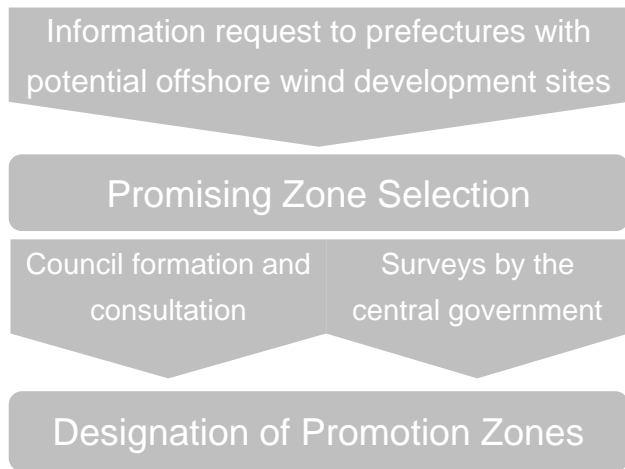 Information request to prefectures with
potential offshore wind development sites
Promising Zone Selection
Council formation and
consultation
Surveys by the
central government
Designation of Promotion Zones